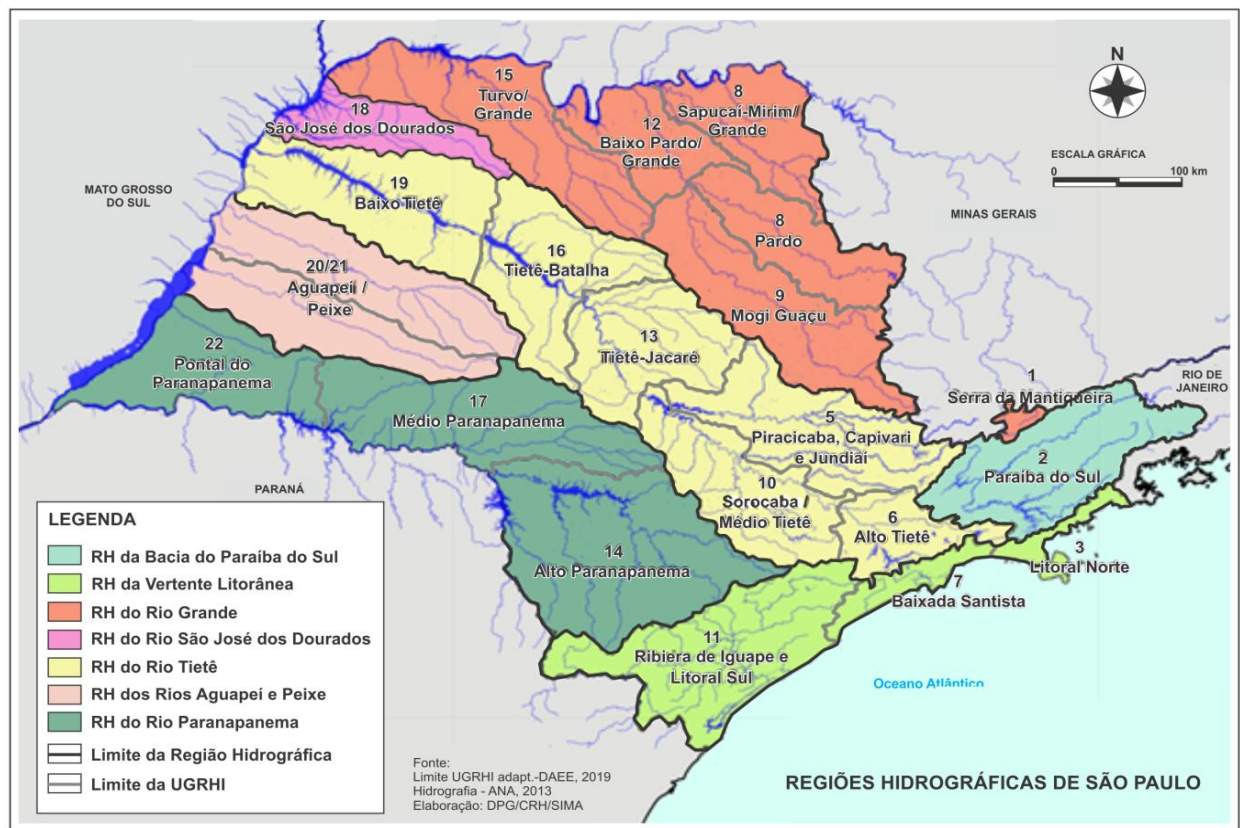 N
ESCALA GRÁFICA
0 100 km
15
Turvo/
Grande
8
Sapucaí-Mirim/
Grande
18
São José dos Dourados
12
Baixo Pardo/
Grande
MATO GROSSO
DO SUL
19
Baixo Tietê
MINAS GERAIS
8
Pardo
16
Tietê-Batalha
20/21
Aguapeií /
Peixe
9
Mogi Guaçu
13
Tietê-Jacaré
22
Pontal do
Paranapanema
RIO DE
JANEIRO
1
Serra da Mantiqueira
17
Médio Paranapanema
5
Piracicaba, Capivari
e Jundiaí
2
Paraíba do Sul
PARANÁ
10
Sorocaba /
Médio Tietê
6
Alto Tietê
14
Alto Paranapanema
3
Litoral Norte
7
Baixada Santista
11
Ribiera de Iguape e
Litoral Sul
Oceano Atlântico
LEGENDA
RH da Bacia do Paraíba do Sul
RH da Vertente Litorânea
RH do Rio Grande
RH do Rio São José dos Dourados
RH do Rio Tietê
RH dos Rios Aguapeí e Peixe
RH do Rio Paranapanema
Limite da Região Hidrográfica
Limite da UGRHI
Fonte:
Limite UGRHI adapt.-DAEE, 2019
Hidrografia - ANA, 2013
Elaboração: DPG/CRH/SIMA
REGIÕES HIDROGRÁFICAS DE SÃO PAULO